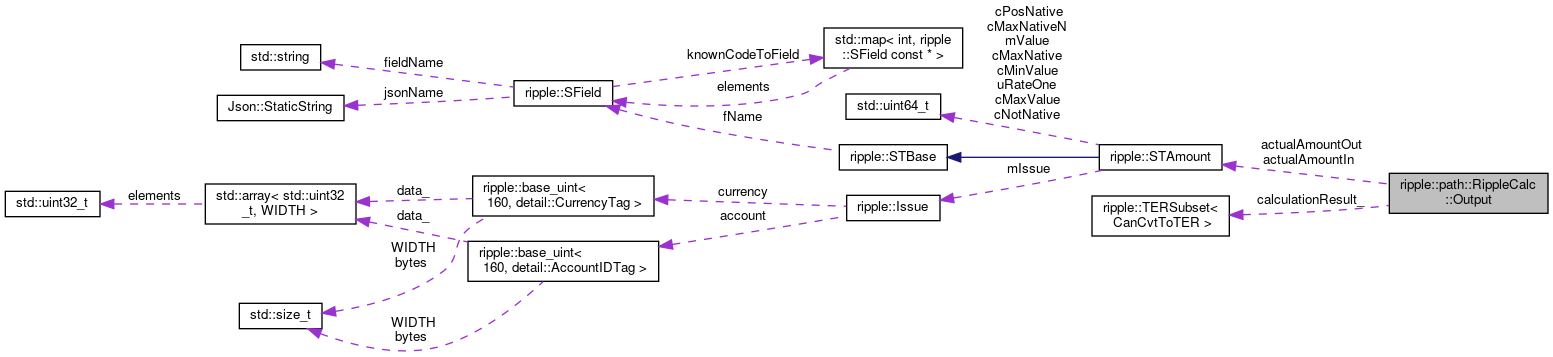 cPosNative
cMaxNativeN
mValue
cMaxNative
cMinValue
uRateOne
cMaxValue
cNotNative
std::map< int, ripple
::SField const * >
knownCodeToField
elements
std::string
fieldName
ripple::SField
Json::StaticString
jsonName
std::uint64_t
fName
ripple::STBase
ripple::STAmount
actualAmountOut
actualAmountIn
mIssue
ripple::path::RippleCalc
::Output
calculationResult_
ripple::TERSubset<
CanCvtToTER >
ripple::Issue
currency
account
ripple::base_uint<
160, detail::CurrencyTag >
data_
data_
std::array< std::uint32
_t, WIDTH >
elements
std::uint32_t
ripple::base_uint<
160, detail::AccountIDTag >
WIDTH
bytes
std::size_t
WIDTH
bytes